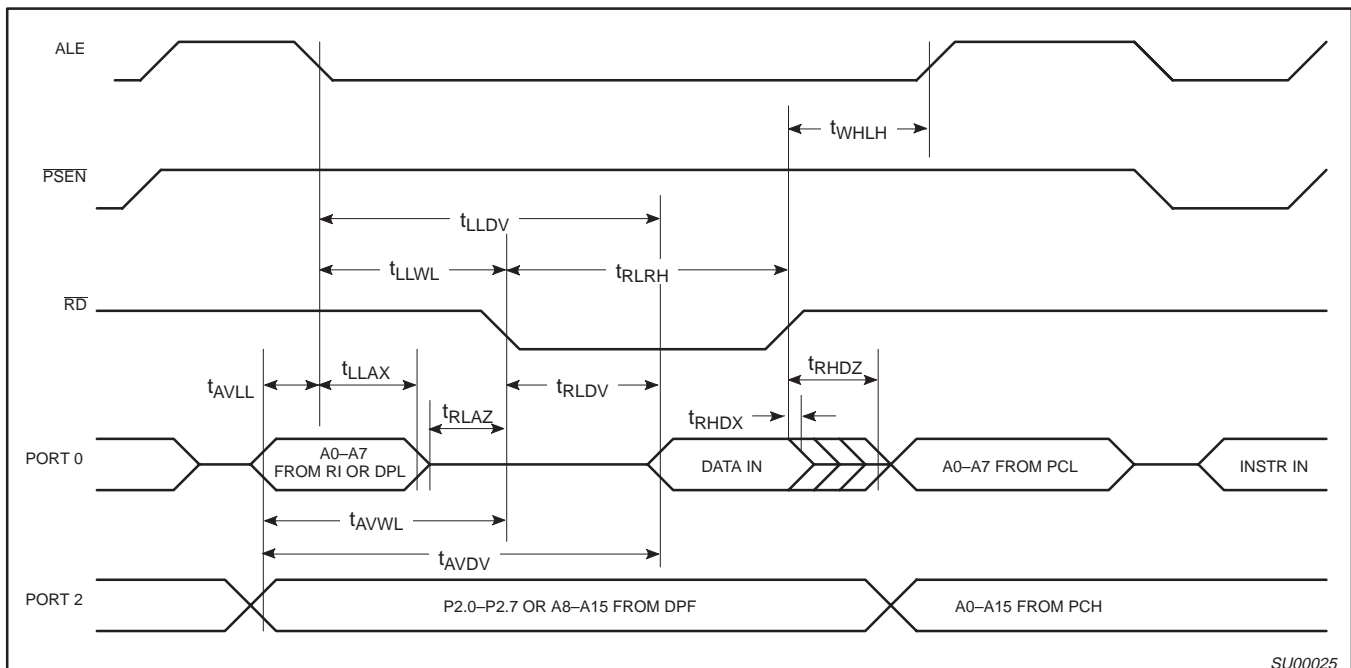 ALE
tWHLH
PSEN
tLLDV
tLLWL
tRLRH
RD
tAVLL
tLLAX
tRLAZ
tRLDV
tRHDZ
tRHDX
PORT 0
A0–A7
FROM RI OR DPL
DATA IN
A0–A7 FROM PCL
INSTR IN
tAVWL
tAVDV
PORT 2
P2.0–P2.7 OR A8–A15 FROM DPF
A0–A15 FROM PCH
SU00025